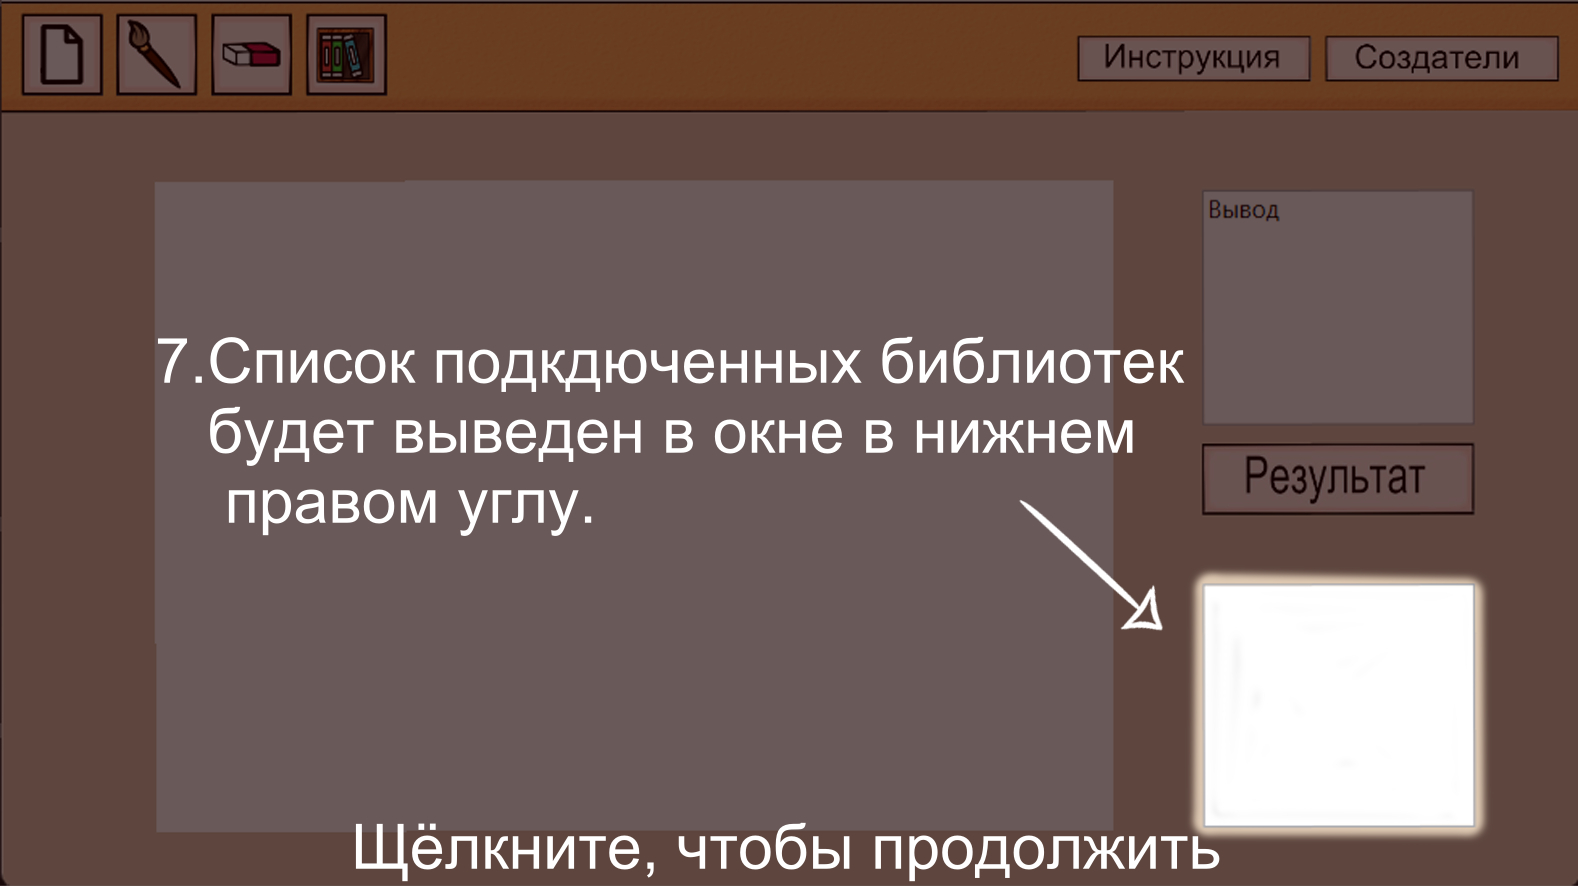 Инструкция
Создатели
Вывод
7.Список подкдюченных библиотек
будет выведен в окне в нижнем
правом углу.
Результат
Щёлкните, чтобы продолжить